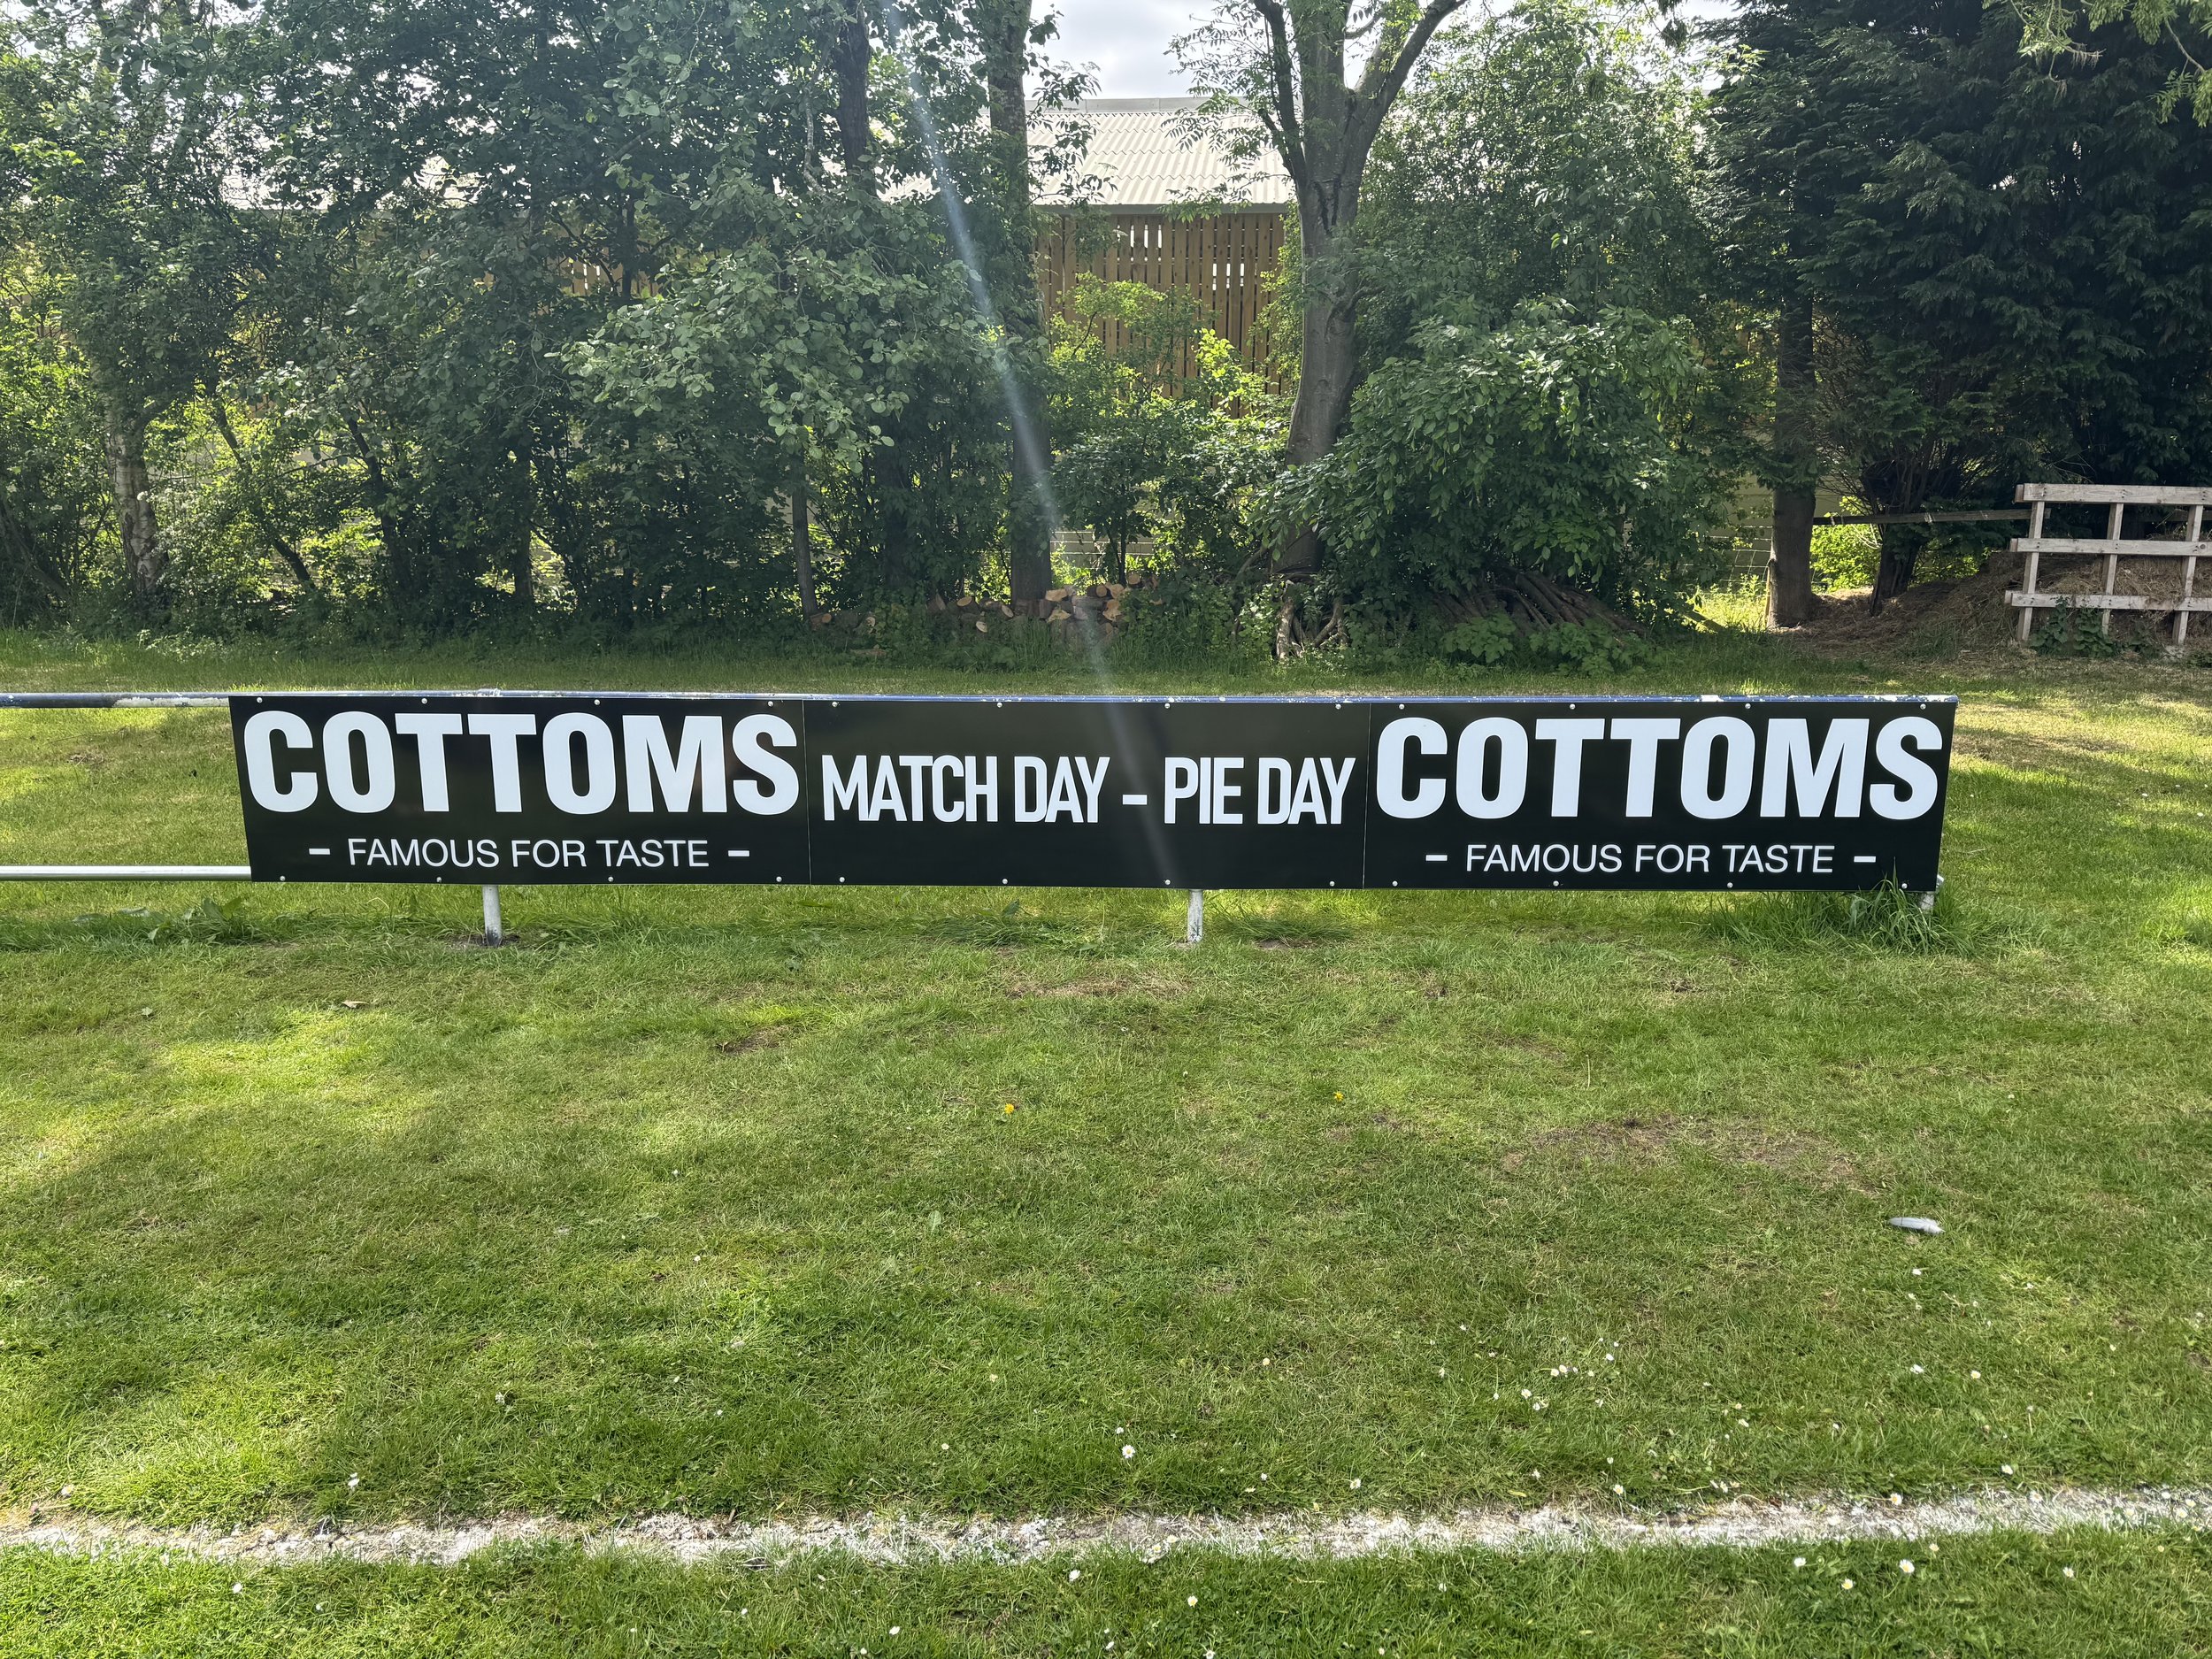 COTTOMS
– FAMOUS FOR TASTE –
MATCH DAY – PIE DAY
COTTOMS
– FAMOUS FOR TASTE –